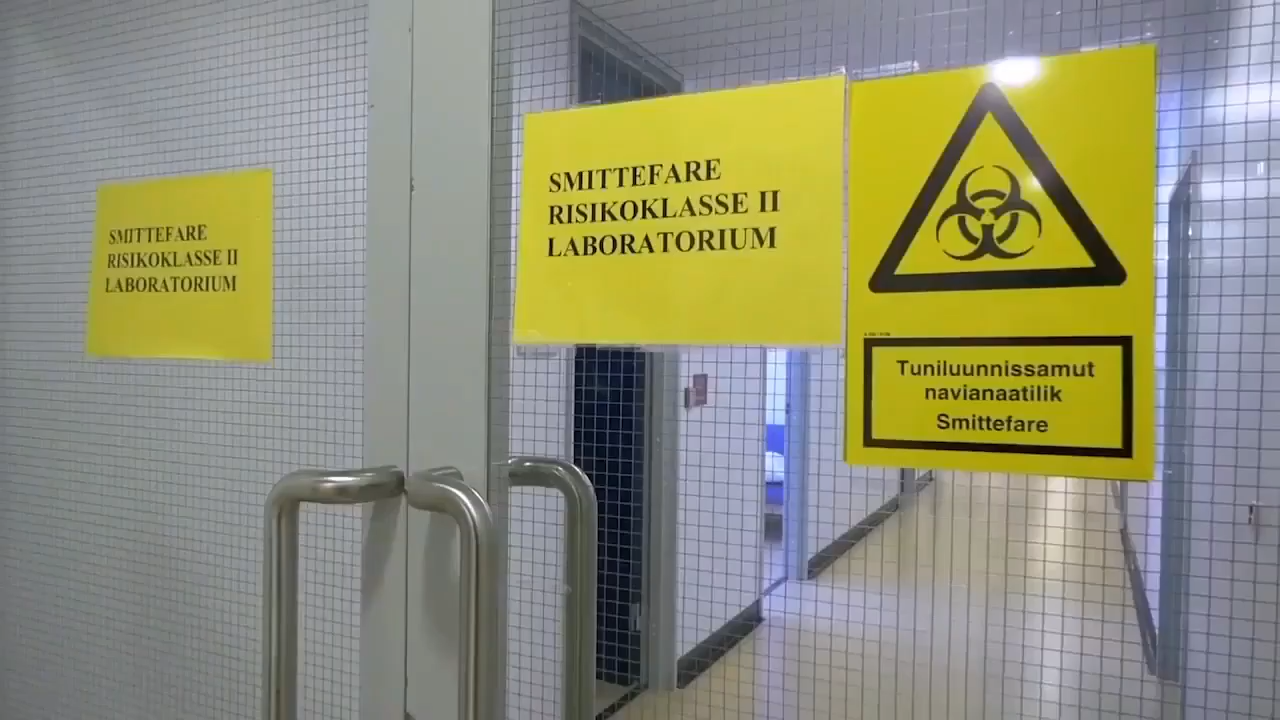 SMITTEFARE
RISIKOKLASSE II
LABORATORIUM
SMITTEFARE
RISIKOKLASSE II
LABORATORIUM
Tuniluunnissamut
navianaatilik
Smittefare